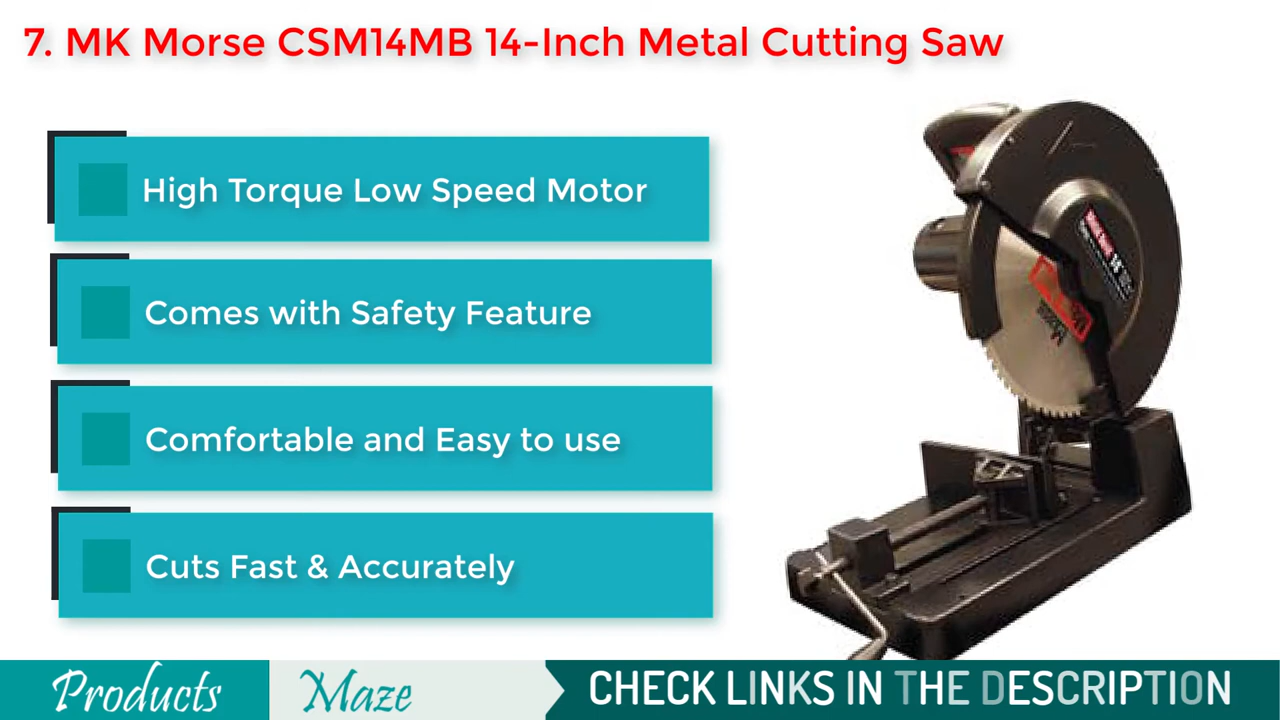 7. MK Morse CSM14MB 14-Inch Metal Cutting Saw
High Torque Low Speed Motor
Comes with Safety Feature
Comfortable and Easy to use
Cuts Fast & Accurately
Products Maze
CHECK LINKS IN THE DESCRIPTION